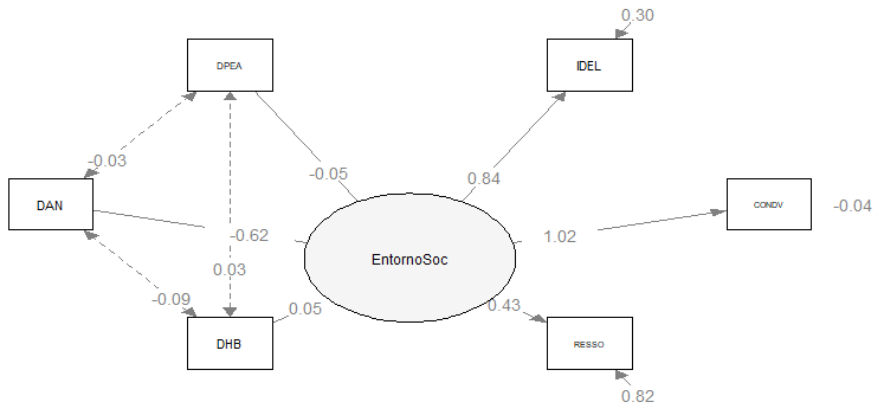 0.30
DPEA
IDEL
-0.03
-0.05
0.84
DAN
CONDV
-0.04
-0.62
1.02
EntornoSoc
0.03
-0.09
0.05
0.43
DHB
RESSO
0.82